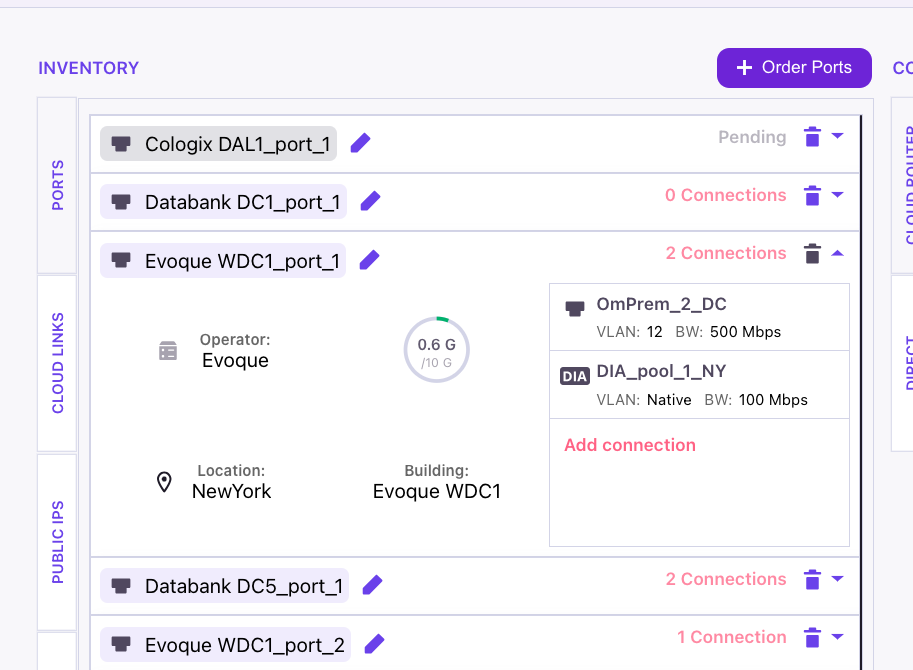 INVENTORY
Order Ports
PORTS
CLOUD LINKS
PUBLIC IPS
Cologix DAL1_port_1
Pending
Databank DC1_port_1
0 Connections
Evoque WDC1_port_1
2 Connections
Operator:
Evoque
0.6 G
/10 G
Location:
NewYork
Building:
Evoque WDC1
OmPrem_2_DC
VLAN: 12 BW: 500 Mbps
DIA
DIA_pool_1_NY
VLAN: Native BW: 100 Mbps
Add connection
Databank DC5_port_1
2 Connections
Evoque WDC1_port_2
1 Connection
CLOUD ROUTER
DIRECT